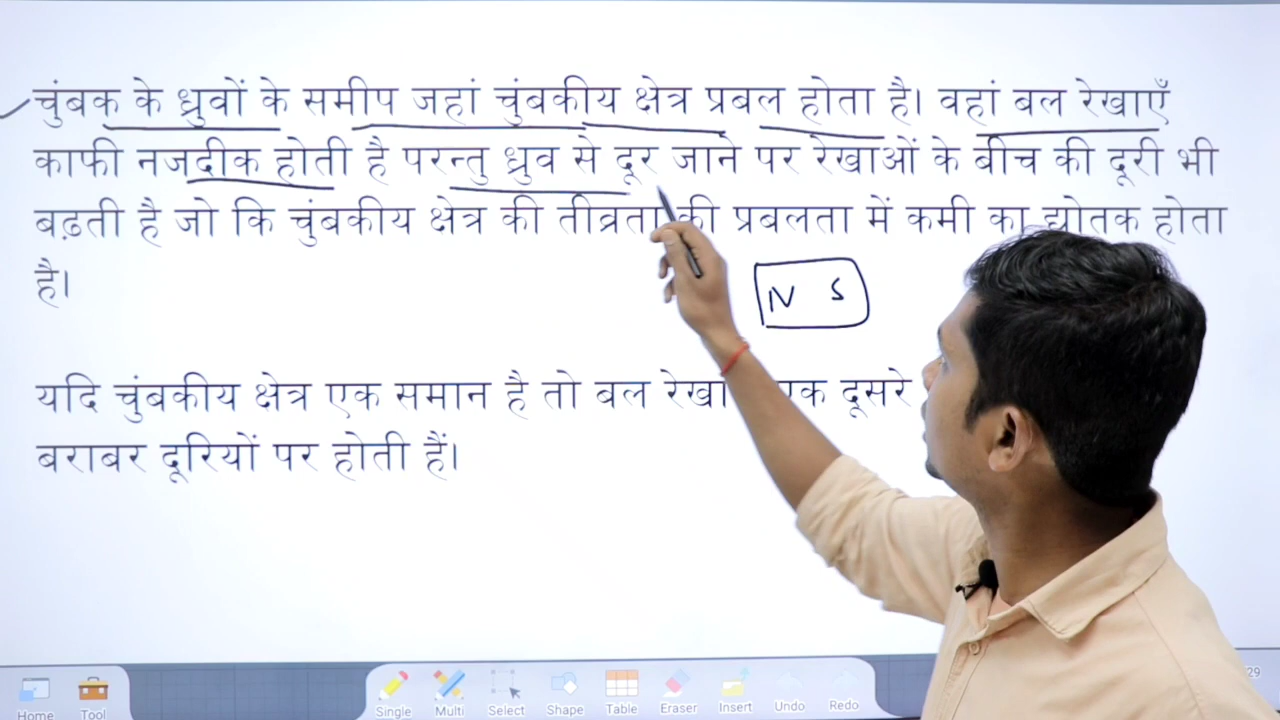 चुंबक के ध्रुवों के समीप जहां चुंबकीय क्षेत्र प्रबल होता है। वहां बल रेखाएँ
काफी नजदीक होती है परन्तु ध्रुव से दूर जाने पर रेखाओं के बीच की दूरी भी
बढ़ती है जो कि चुंबकीय क्षेत्र की तीव्रता की प्रबलता में कमी का द्योतक होता
है।
N S
यदि चुंबकीय क्षेत्र एक समान है तो बल एक दूसरे
बराबर दूरियों पर होती हैं।
29
Home Tool Single Multi Select Shape Table Eraser Insert Undo Redo